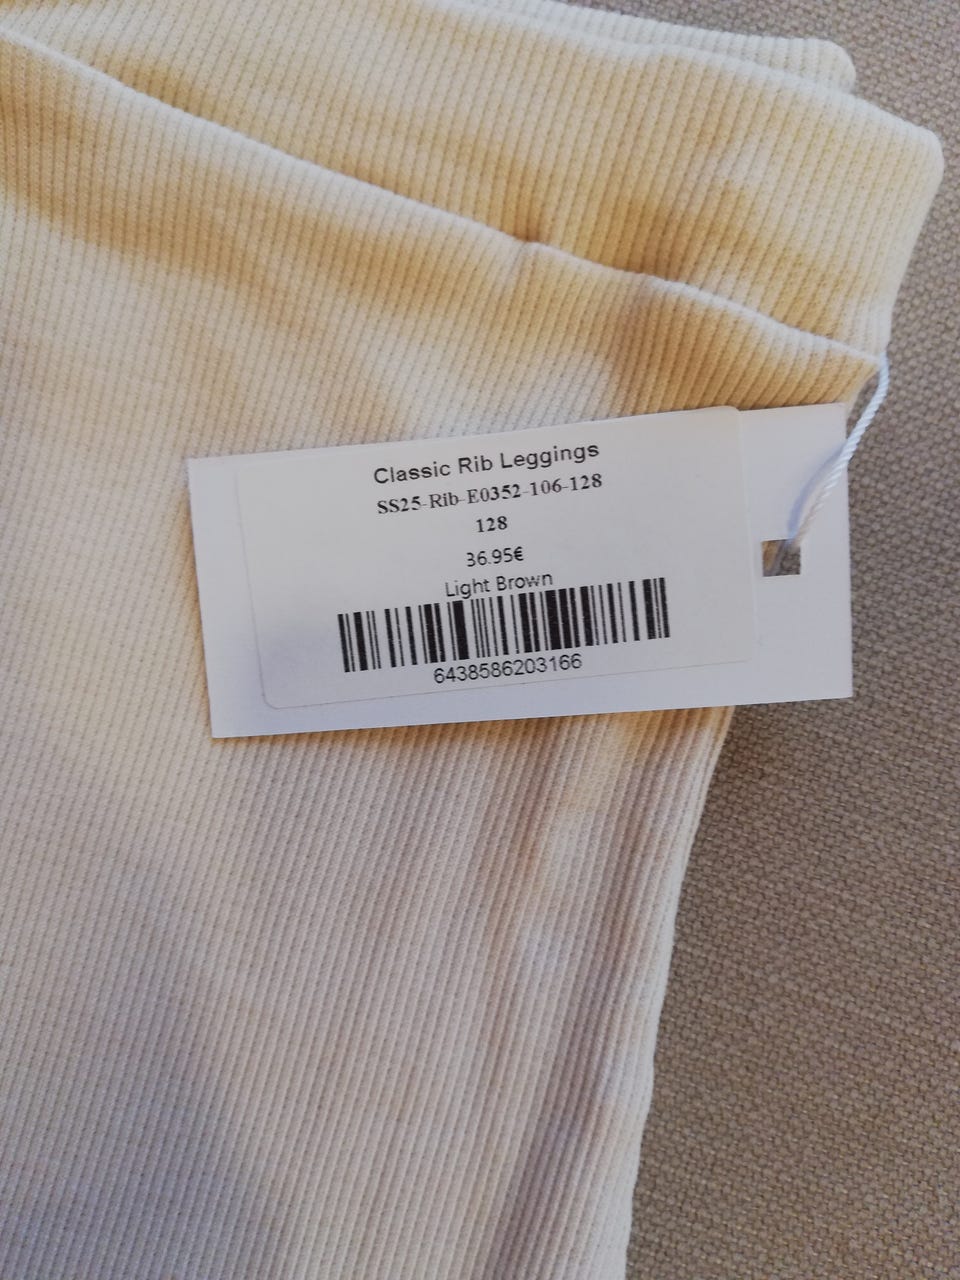 Classic Rib Leggings
SS25-Rib-E0352-106-128
128
36.95€
Light Brown
6438586203166